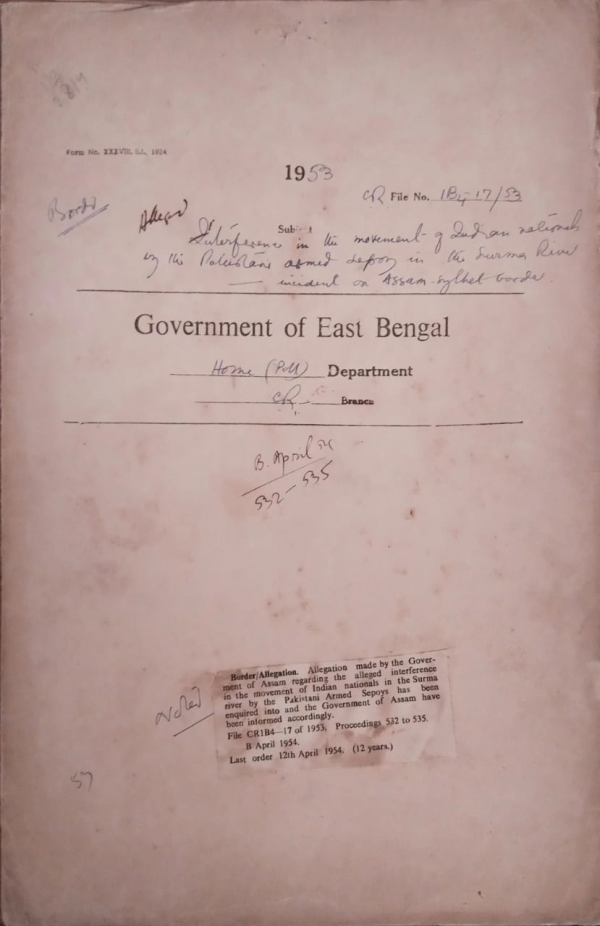 Form No. XXXVIII, S.L. 1924
1953
CR File No. 1B4-17/53
Border
Alleged
Sub
Interference in the movement of Indian nationals
by the Pakistani armed sepoy in the Surma River
— incident on Assam-Sylhet border.
Government of East Bengal
Home (Poll) Department
CR Branch
B. April 54
532-535
Noted
Border/Allegation. Allegation made by the Gover-
ment of Assam regarding the alleged interference
in the movement of Indian nationals in the Surma
river by the Pakistani Armed Sepoys has been
enquired into and the Government of Assam have
been informed accordingly.
File CR1B4—17 of 1953, Proceedings 532 to 535.
B April 1954.
Last order 12th April 1954. (12 years.)
57